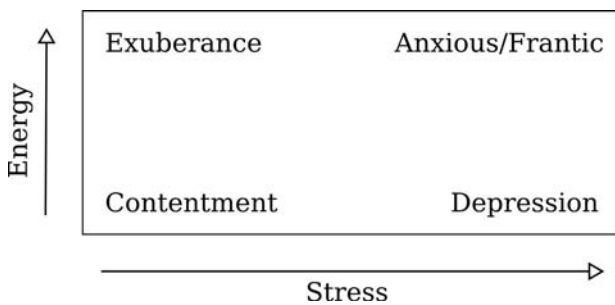 Exuberance Anxious/Frantic
Energy
Contentment Depression
Stress